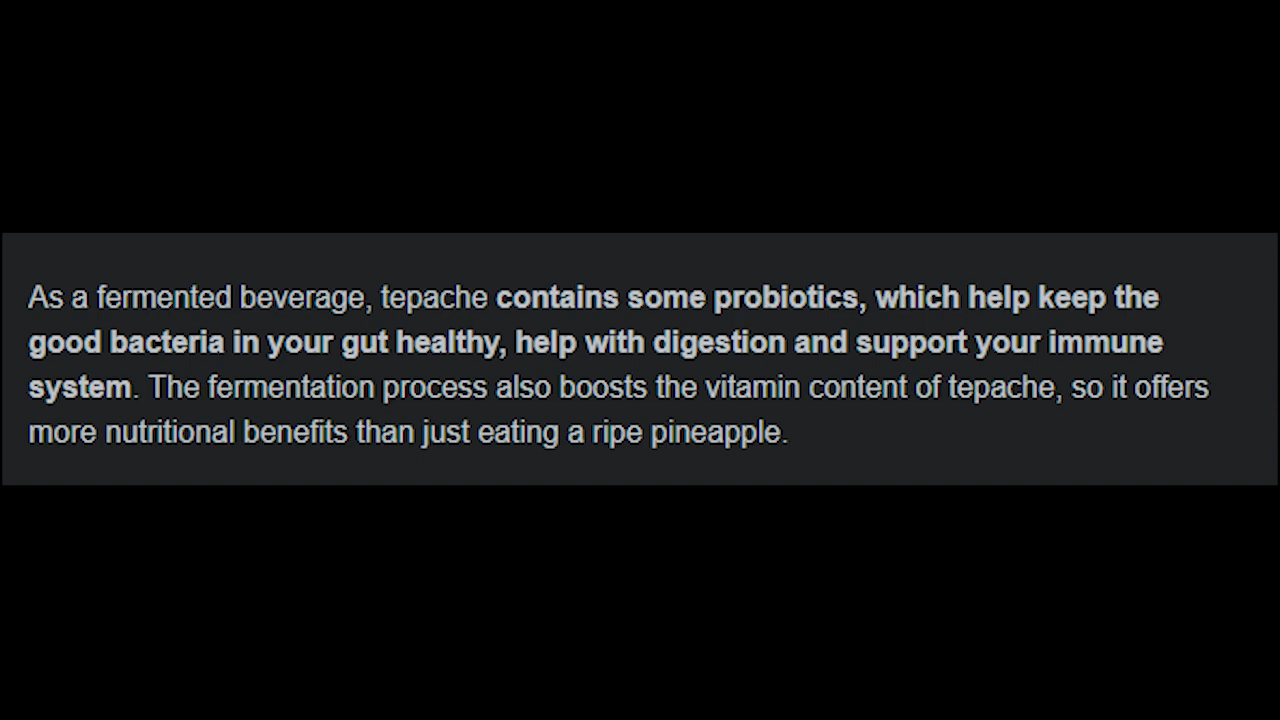 As a fermented beverage, tepache contains some probiotics, which help keep the
good bacteria in your gut healthy, help with digestion and support your immune
system. The fermentation process also boosts the vitamin content of tepache, so it offers
more nutritional benefits than just eating a ripe pineapple.